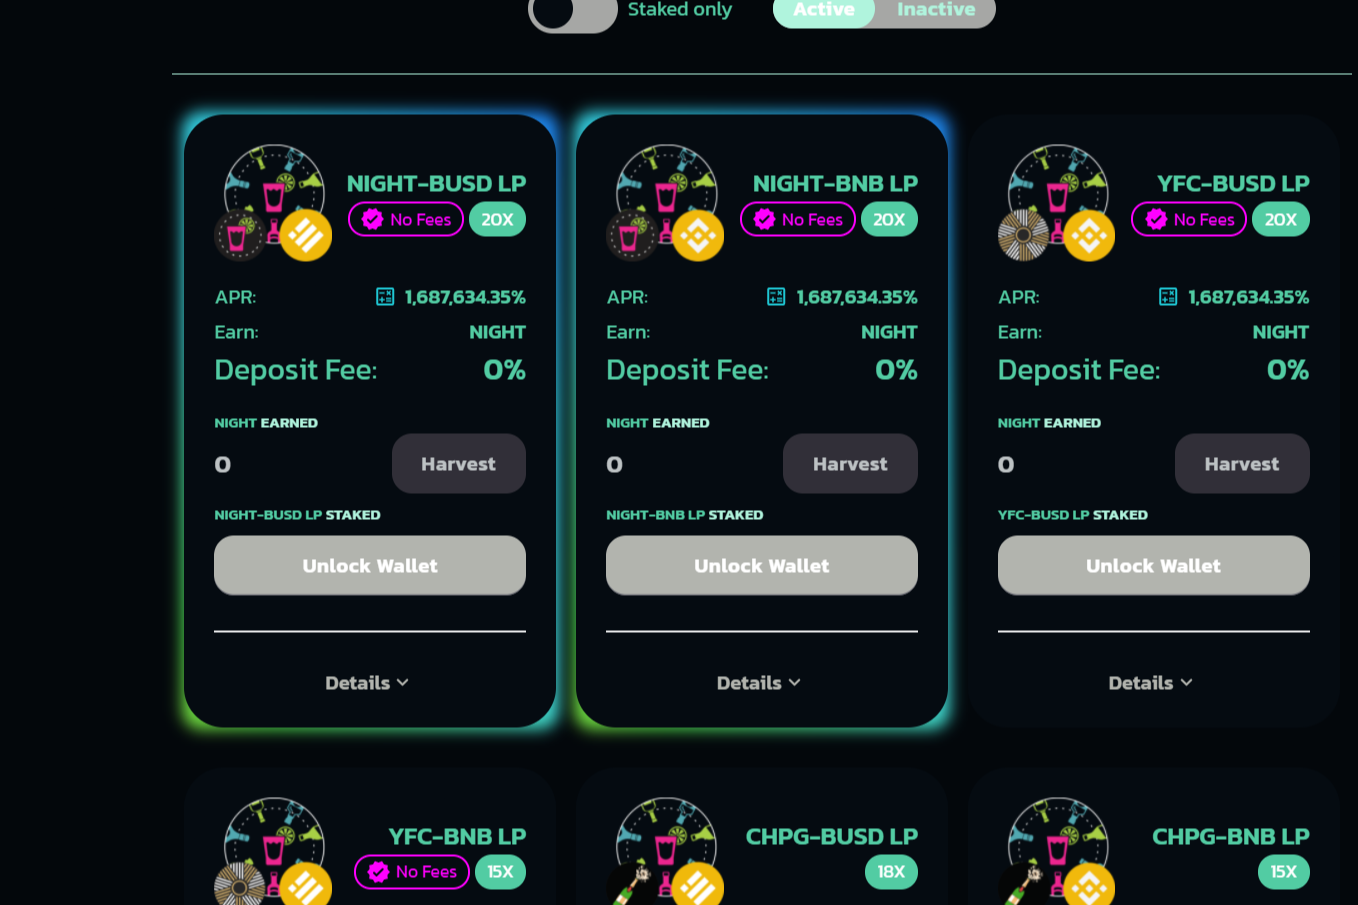 Staked only
Active Inactive
NIGHT-BUSD LP
No Fees 20X
APR: 1,687,634.35%
Earn: NIGHT
Deposit Fee: 0%
NIGHT EARNED
0 Harvest
NIGHT-BUSD LP STAKED
Unlock Wallet
Details
NIGHT-BNB LP
No Fees 20X
APR: 1,687,634.35%
Earn: NIGHT
Deposit Fee: 0%
NIGHT EARNED
0 Harvest
NIGHT-BNB LP STAKED
Unlock Wallet
Details
YFC-BUSD LP
No Fees 20X
APR: 1,687,634.35%
Earn: NIGHT
Deposit Fee: 0%
NIGHT EARNED
0 Harvest
YFC-BUSD LP STAKED
Unlock Wallet
Details
YFC-BNB LP
No Fees 15X
CHPG-BUSD LP
18X
CHPG-BNB LP
15X